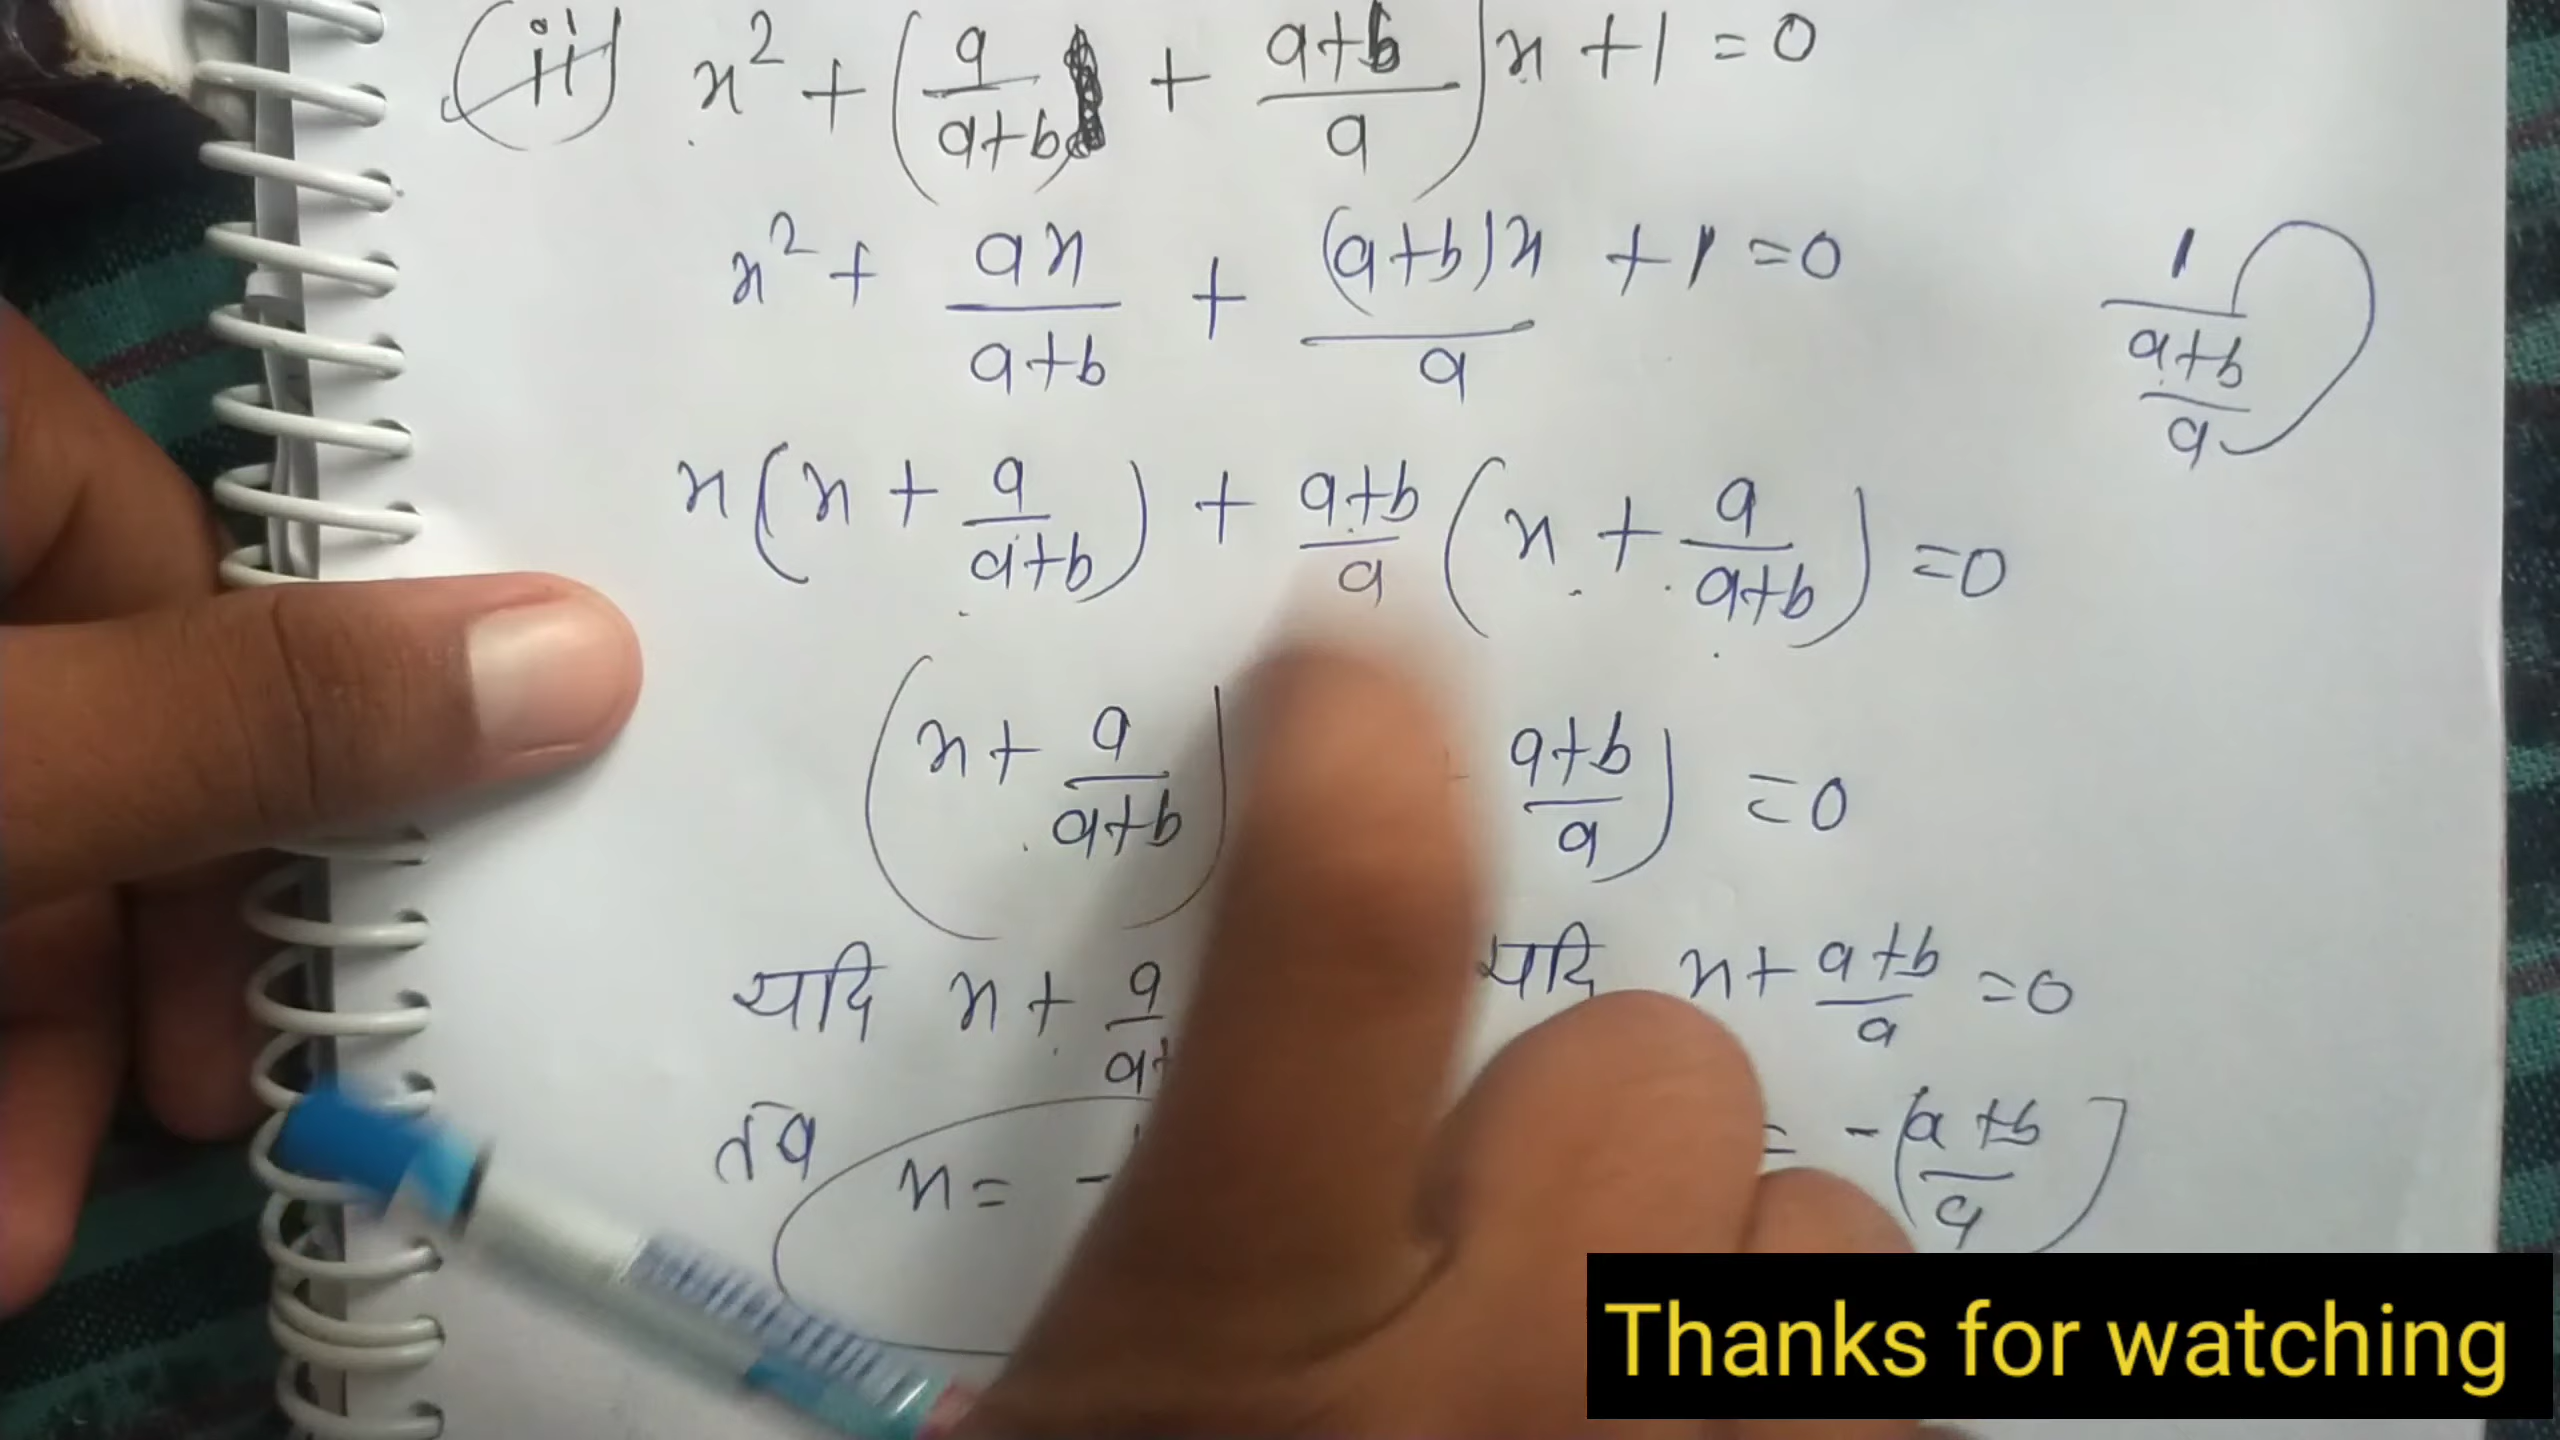 (ii) x² + (a/(a+b) + (a+b)/a) x + 1 = 0
x² + ax/(a+b) + (a+b)x/a + 1 = 0
1/((a+b)/a)
x(x + a/(a+b)) + (a+b)/a (x + a/(a+b)) = 0
(x + a/(a+b)) (a+b)/a) = 0
यदि x + a/a+ यदि x + (a+b)/a = 0
तब x = - = -((a+b)/a)
Thanks for watching